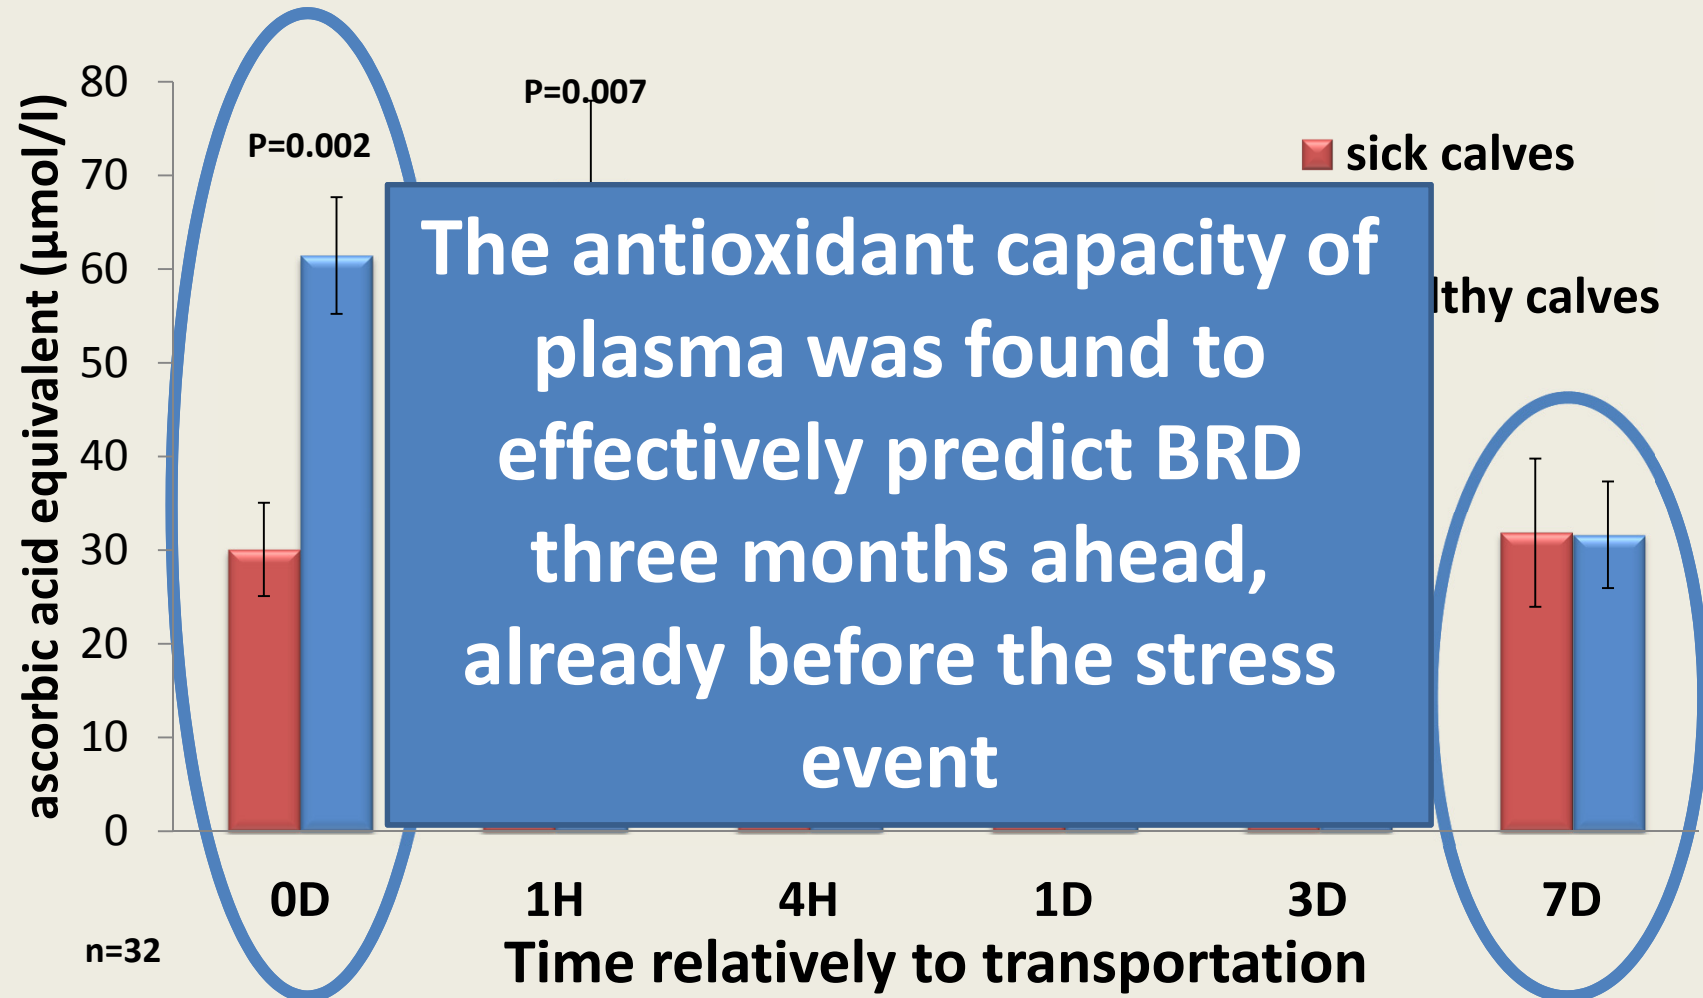 80
70
60
50
40
30
20
10
0
ascorbic acid equivalent (µmol/l)
P=0.002
P=0.007
sick calves
lthy calves
The antioxidant capacity of
plasma was found to
effectively predict BRD
three months ahead,
already before the stress
event
0D 1H 4H 1D 3D 7D
n=32
Time relatively to transportation